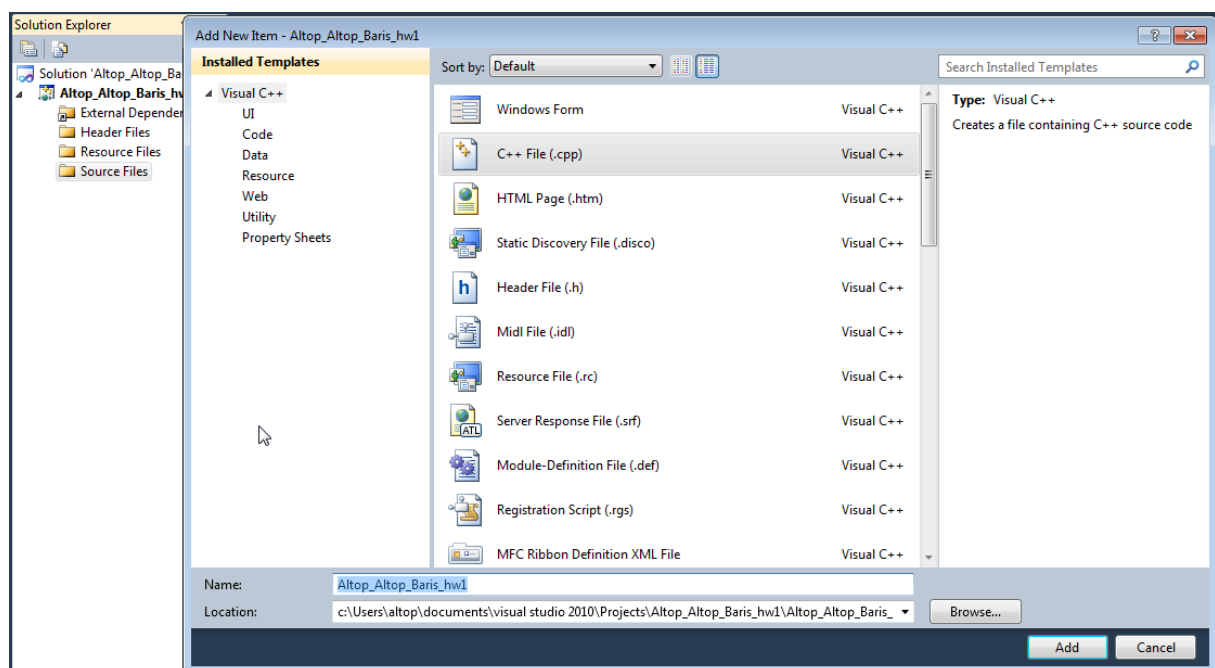 Solution Explorer
Solution 'Altop_Altop_Ba
Altop_Altop_Baris_hw
External Dependen
Header Files
Resource Files
Source Files
Add New Item - Altop_Altop_Baris_hw1
Installed Templates
Visual C++
UI
Code
Data
Resource
Web
Utility
Property Sheets
Sort by: Default
Search Installed Templates
Windows Form Visual C++
C++ File (.cpp) Visual C++
HTML Page (.htm) Visual C++
Static Discovery File (.disco) Visual C++
h Header File (.h) Visual C++
Midl File (.idl) Visual C++
Resource File (.rc) Visual C++
ATL Server Response File (.srf) Visual C++
Module-Definition File (.def) Visual C++
Registration Script (.rgs) Visual C++
MFC Ribbon Definition XML File Visual C++
Type: Visual C++
Creates a file containing C++ source code
Name: Altop_Altop_Baris_hw1
Location: c:\Users\altop\documents\visual studio 2010\Projects\Altop_Altop_Baris_hw1\Altop_Altop_Baris_
Browse...
Add Cancel